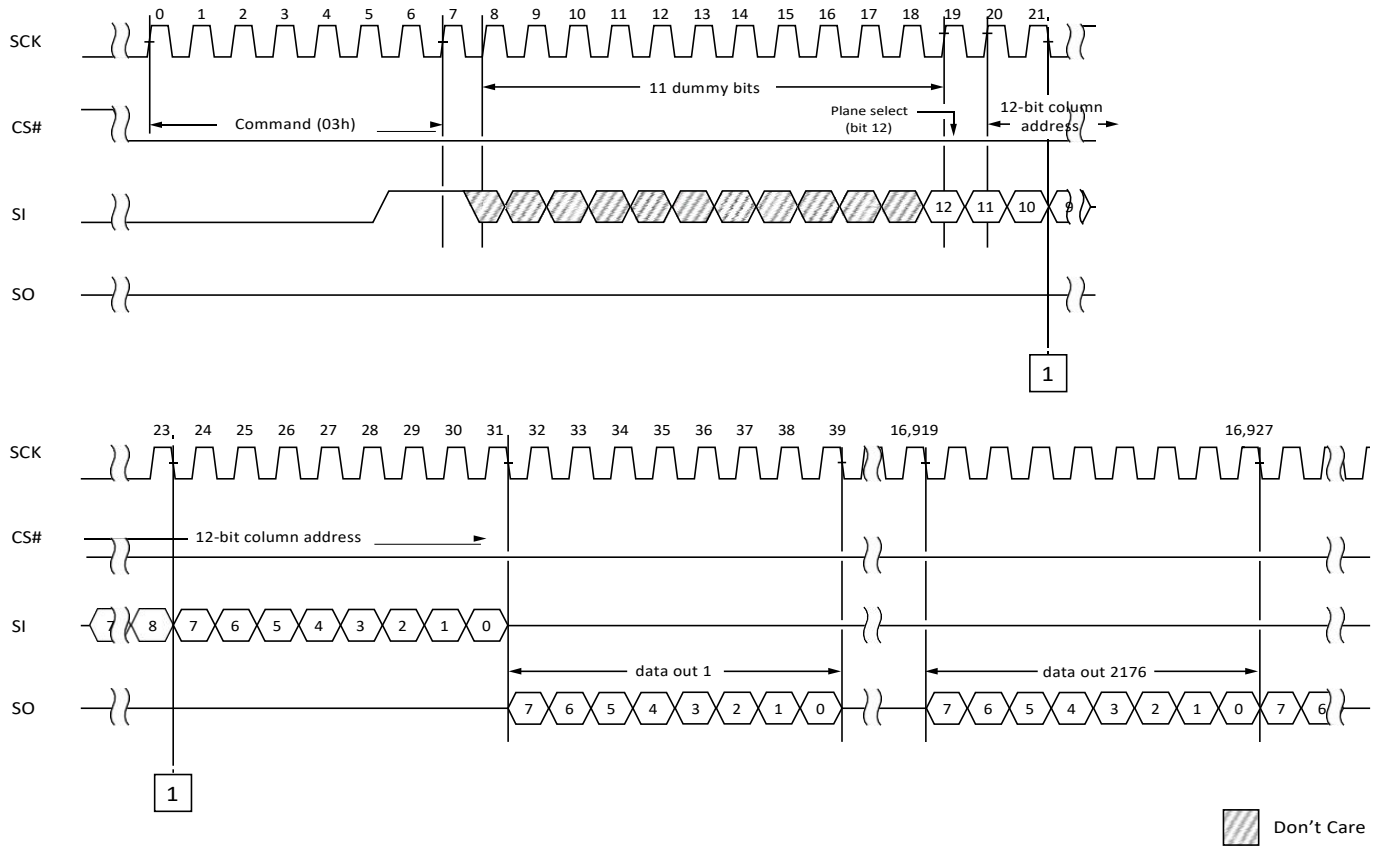 0 1 2 3 4 5 6 7 8 9 10 11 12 13 14 15 16 17 18 19 20 21
SCK
11 dummy bits
CS#
Command (03h)
Plane select
(bit 12)
12-bit column
address
SI
12 11 10 9
SO
1
23 24 25 26 27 28 29 30 31 32 33 34 35 36 37 38 39 16,919 16,927
SCK
CS#
12-bit column address
SI
7 8 7 6 5 4 3 2 1 0
data out 1
data out 2176
SO
7 6 5 4 3 2 1 0 7 6 5 4 3 2 1 0 7 6
1
Don't Care